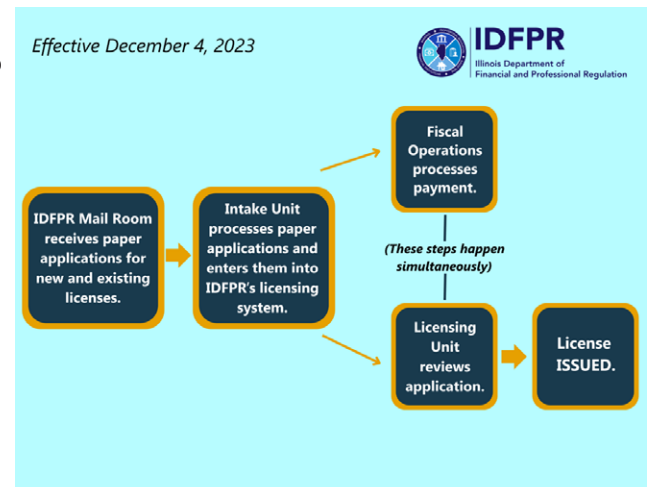 Effective December 4, 2023
IDFPR
Illinois Department of
Financial and Professional Regulation
IDFPR Mail Room
receives paper
applications for
new and existing
licenses.
Intake Unit
processes paper
applications and
enters them into
IDFPR's licensing
system.
Fiscal
Operations
processes
payment.
(These steps happen
simultaneously)
Licensing
Unit
reviews
application.
License
ISSUED.